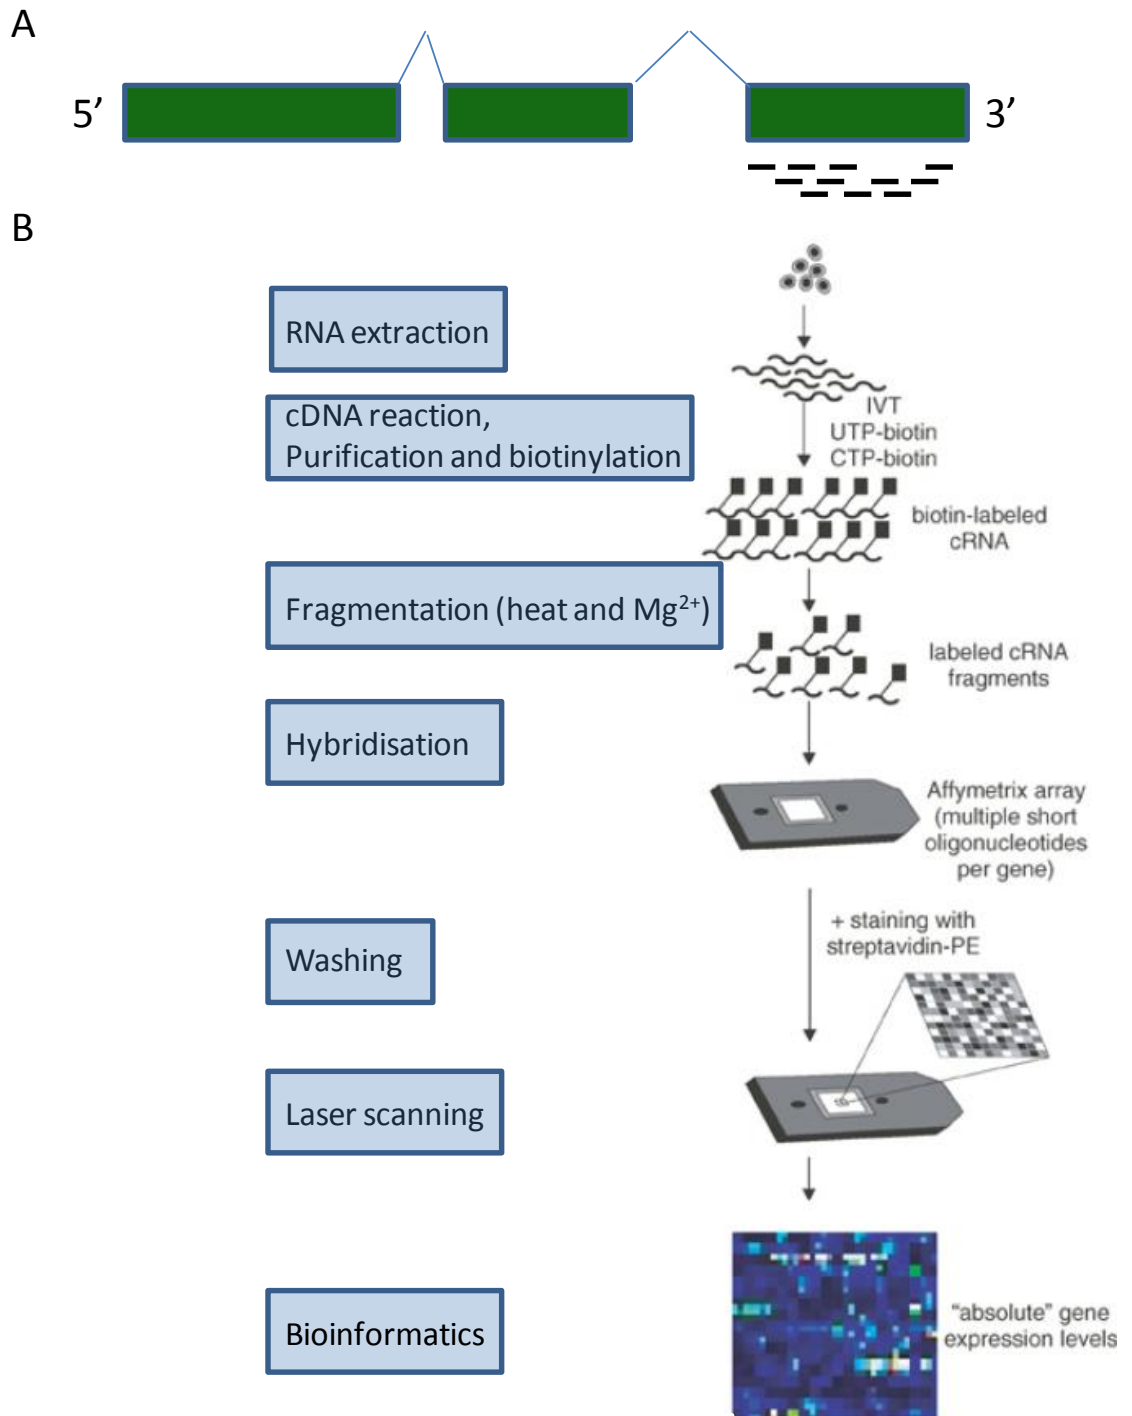 A
5’
3’
B
RNA extraction
cDNA reaction,
Purification and biotinylation
IVT
UTP-biotin
CTP-biotin
biotin-labeled
cRNA
Fragmentation (heat and Mg²⁺)
labeled cRNA
fragments
Hybridisation
Affymetrix array
(multiple short
oligonucleotides
per gene)
+ staining with
streptavidin-PE
Washing
Laser scanning
Bioinformatics
“absolute” gene
expression levels